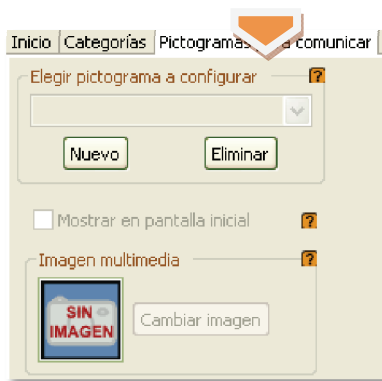 Inicio Categorías Pictogramas para comunicar
Elegir pictograma a configurar ?
Nuevo Eliminar
Mostrar en pantalla inicial ?
Imagen multimedia ?
SIN
IMAGEN
Cambiar imagen